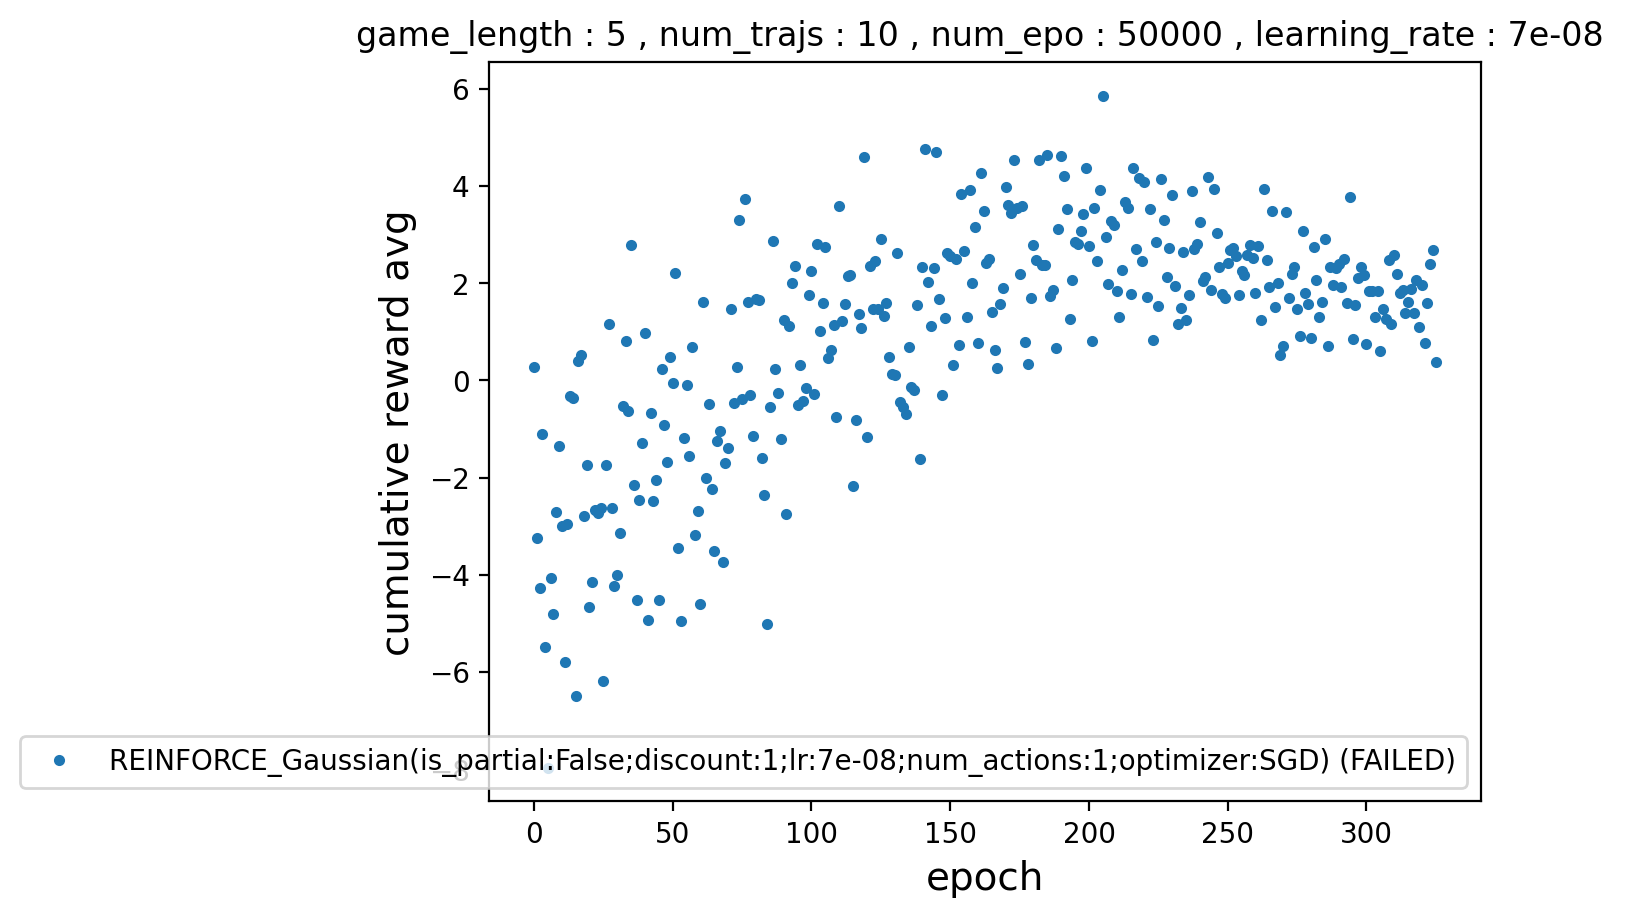 game_length : 5 , num_trajs : 10 , num_epo : 50000 , learning_rate : 7e-08
cumulative reward avg
6
4
2
0
−2
−4
−6
−8
REINFORCE_Gaussian(is_partial:False;discount:1;lr:7e-08;num_actions:1;optimizer:SGD) (FAILED)
0 50 100 150 200 250 300
epoch